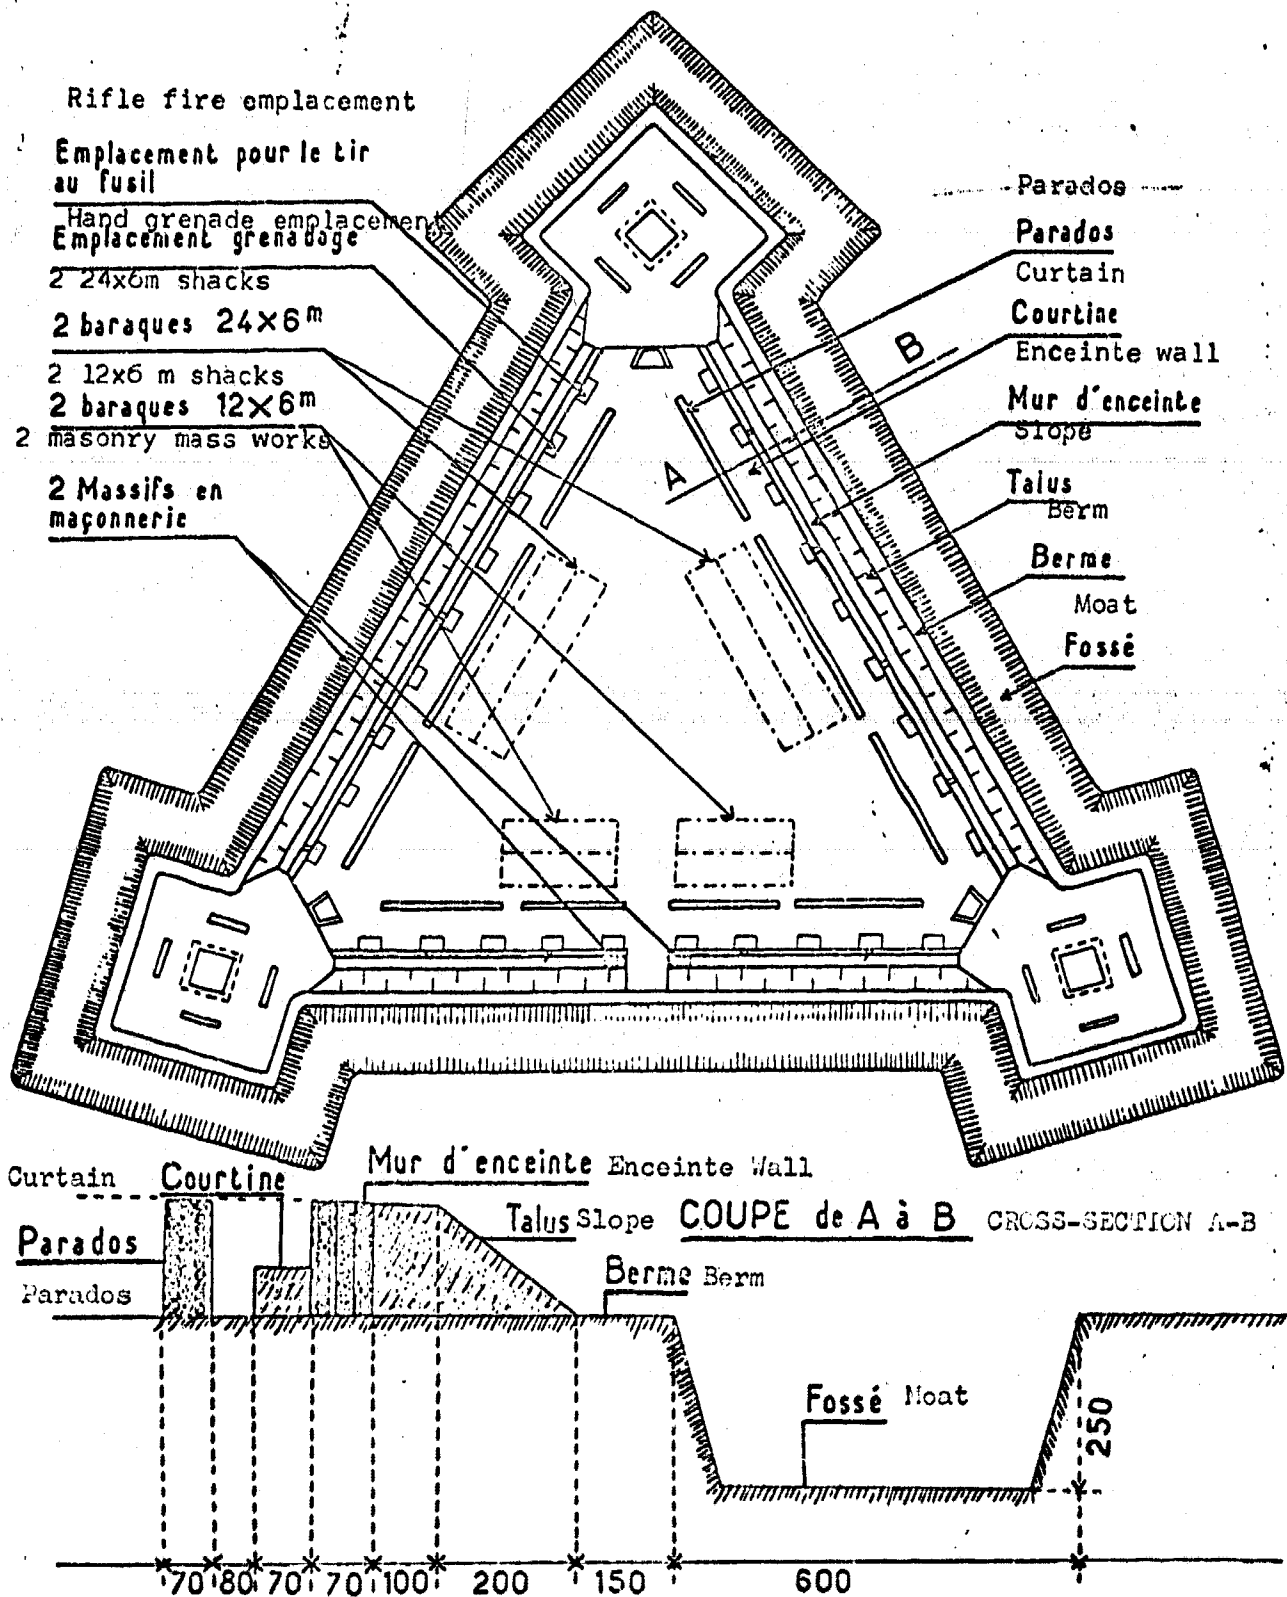 Rifle fire emplacement
Emplacement pour le tir
au fusil
Hand grenade emplacement
Emplacement grenadage
2 24x6m shacks
2 baraques 24×6m
2 12x6 m shacks
2 baraques 12×6m
2 masonry mass works
2 Massifs en
maçonnerie
Parados
Parados
Curtain
Courtine
B
Enceinte wall
Mur d'enceinte
Slope
A
Talus
Berm
Berme
Moat
Fossé
Curtain Courtine
Mur d'enceinte Enceinte Wall
Talus Slope COUPE de A à B CROSS-SECTION A-B
Parados
Parados
Berme Berm
Fossé Moat
250
70 80 70 70 100 200 150 600